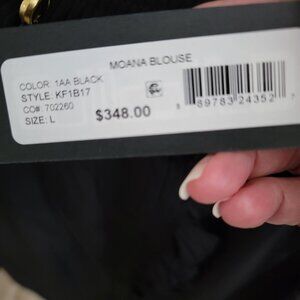 MOANA BLOUSE
COLOR: 1AA BLACK
STYLE: KF1B17
CO#: 702260
SIZE: L
$348.00
89783 24352